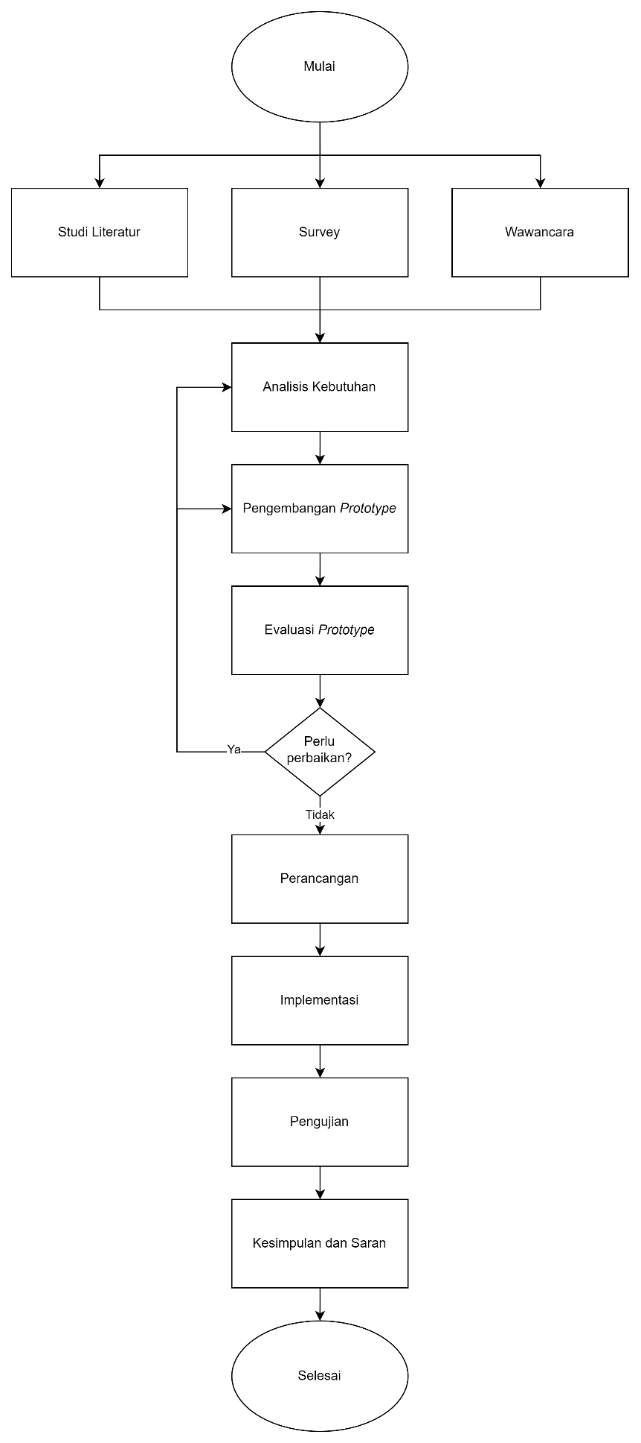 Mulai
Studi Literatur
Survey
Wawancara
Analisis Kebutuhan
Pengembangan Prototype
Evaluasi Prototype
Perlu
perbaikan?
Ya
Tidak
Perancangan
Implementasi
Pengujian
Kesimpulan dan Saran
Selesai